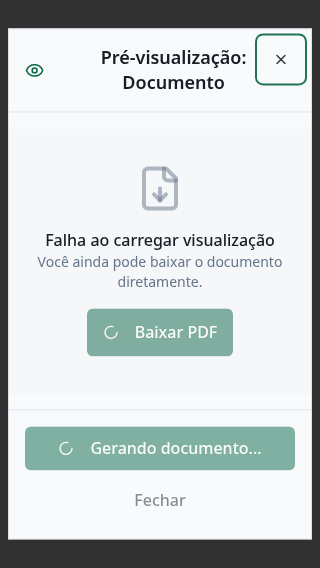 Pré-visualização:
Documento
Falha ao carregar visualização
Você ainda pode baixar o documento
diretamente.
Baixar PDF
Gerando documento...
Fechar